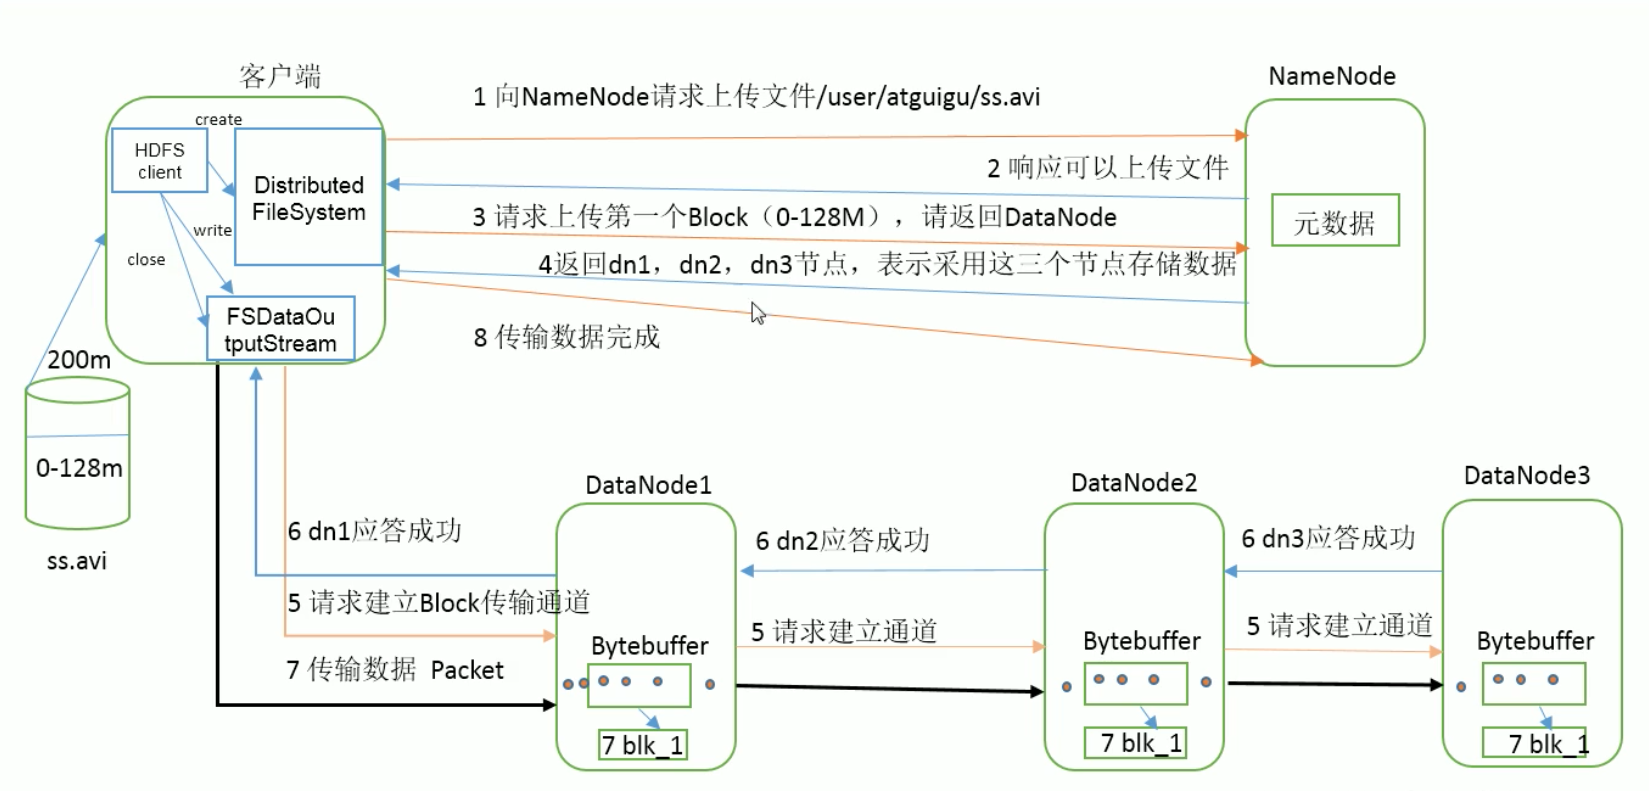 客户端
NameNode
1 向NameNode请求上传文件/user/atguigu/ss.avi
create
HDFS
client
Distributed
FileSystem
2 响应可以上传文件
3 请求上传第一个Block（0-128M），请返回DataNode
元数据
write
close
4返回dn1，dn2，dn3节点，表示采用这三个节点存储数据
FSDataOu
tputStream
8 传输数据完成
200m
0-128m
ss.avi
DataNode1
DataNode2
DataNode3
6 dn1应答成功
6 dn2应答成功
6 dn3应答成功
5 请求建立Block传输通道
5 请求建立通道
5 请求建立通道
Bytebuffer
Bytebuffer
Bytebuffer
7 传输数据 Packet
7 blk_1
7 blk_1
7 blk_1